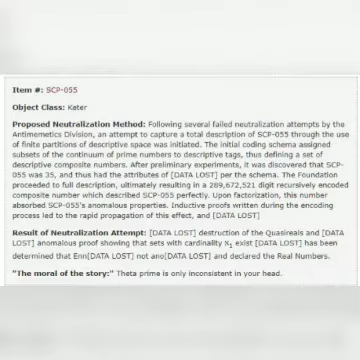 Item #: SCP-055
Object Class: Keter
Proposed Neutralization Method: Following several failed neutralization attempts by the
Antimemetics Division, an attempt to capture a total description of SCP-055 through the use
of finite partitions of descriptive space was initiated. The initial coding schema assigned
subsets of the continuum of prime numbers to descriptive tags, thus defining a set of
descriptive composite numbers. After preliminary experiments, it was discovered that SCP-
055 was 35, and thus had the attributes of [DATA LOST] per the schema. The Foundation
proceeded to full description, ultimately resulting in a 289,672,521 digit recursively encoded
composite number which described SCP-055 perfectly. Upon factorization, this number
absorbed SCP-055's anomalous properties. Inductive proofs written during the encoding
process led to the rapid propagation of this effect, and [DATA LOST]
Result of Neutralization Attempt: [DATA LOST] destruction of the Quasireals and [DATA
LOST] anomalous proof showing that sets with cardinality ℵ1 exist [DATA LOST] has been
determined that Enn[DATA LOST] not ano[DATA LOST] and declared the Real Numbers.
"The moral of the story:" Theta prime is only inconsistent in your head.